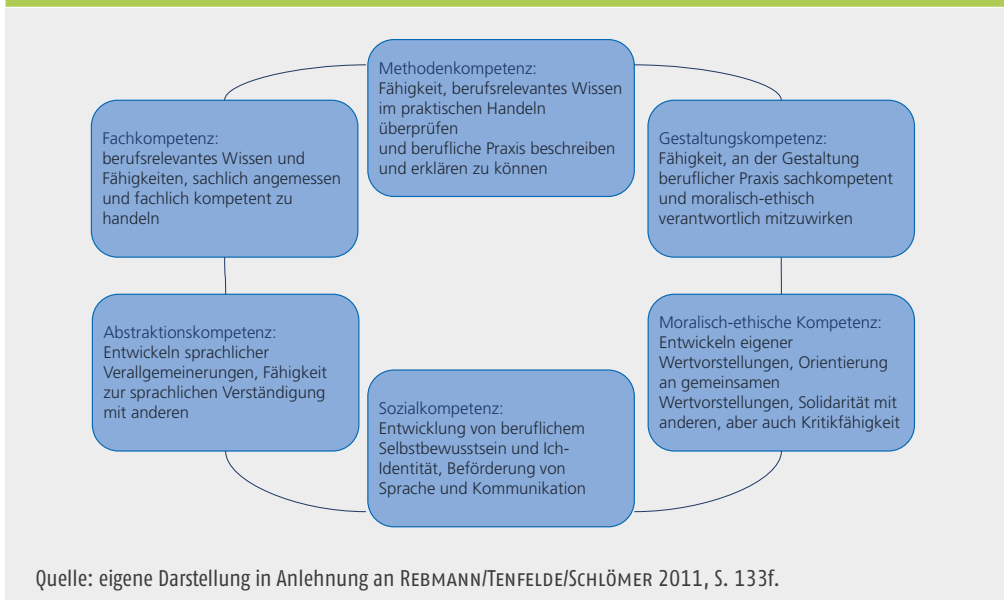 Methodenkompetenz:
Fähigkeit, berufsrelevantes Wissen
im praktischen Handeln
überprüfen
und berufliche Praxis beschreiben
und erklären zu können
Fachkompetenz:
berufsrelevantes Wissen und
Fähigkeiten, sachlich angemessen
und fachlich kompetent zu
handeln
Gestaltungskompetenz:
Fähigkeit, an der Gestaltung
beruflicher Praxis sachkompetent
und moralisch-ethisch
verantwortlich mitzuwirken
Abstraktionskompetenz:
Entwickeln sprachlicher
Verallgemeinerungen, Fähigkeit
zur sprachlichen Verständigung
mit anderen
Moralisch-ethische Kompetenz:
Entwickeln eigener
Wertvorstellungen, Orientierung
an gemeinsamen
Wertvorstellungen, Solidarität mit
anderen, aber auch Kritikfähigkeit
Sozialkompetenz:
Entwicklung von beruflichem
Selbstbewusstsein und Ich-
Identität, Beförderung von
Sprache und Kommunikation
Quelle: eigene Darstellung in Anlehnung an REBMANN/TENFELDE/SCHLÖMER 2011, S. 133f.